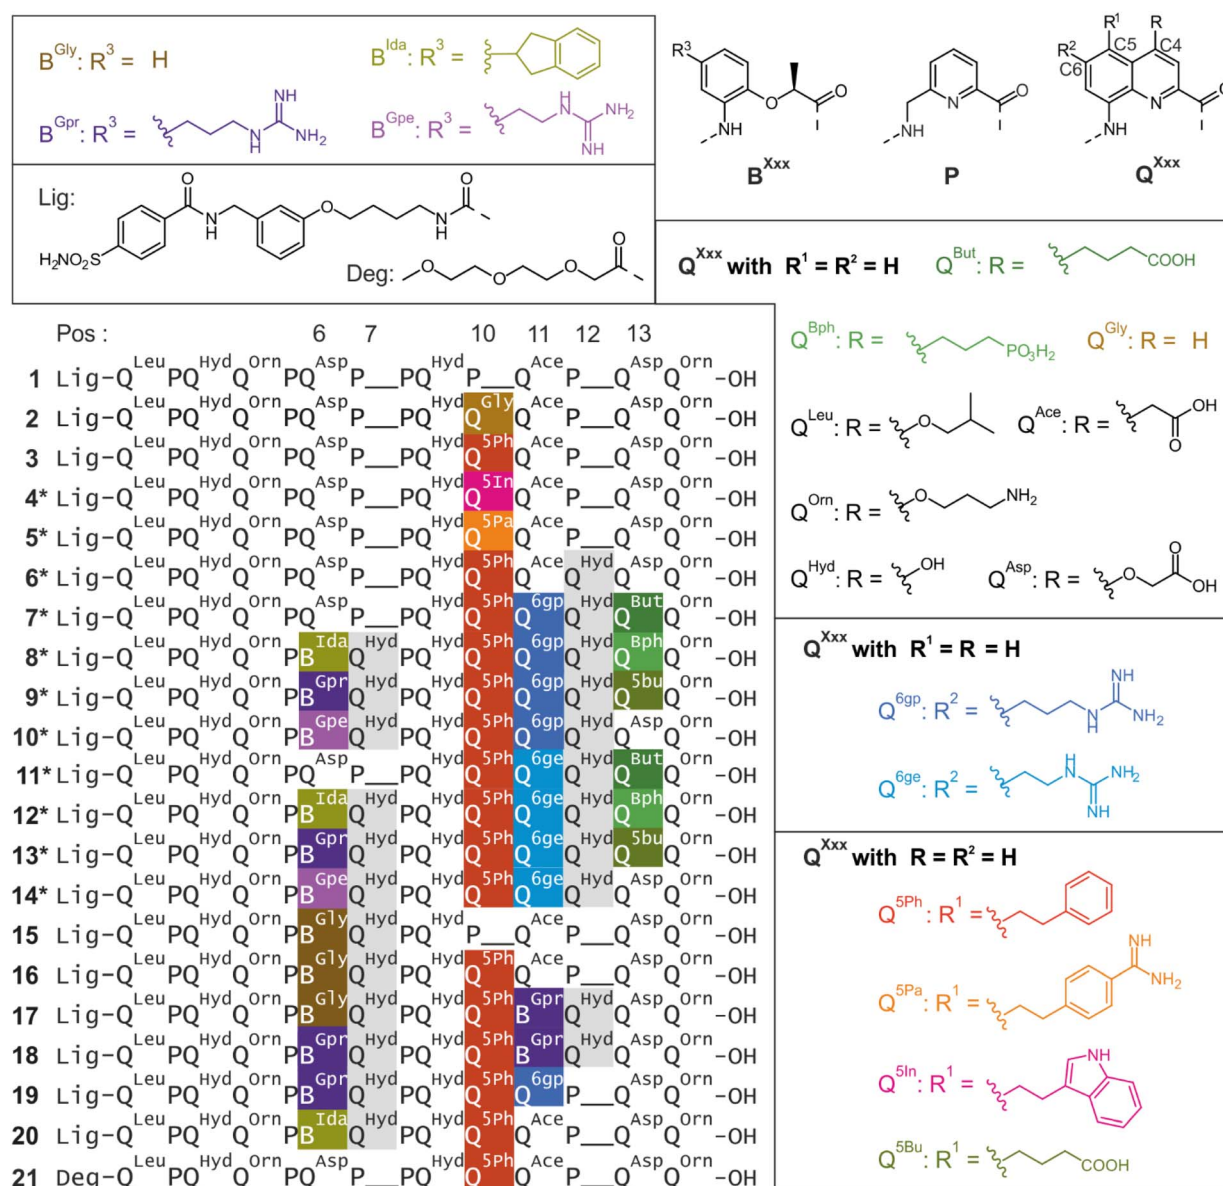 B^Gly: R^3 = H
B^Ida: R^3 =
B^Gpr: R^3 =
NH
N
H
NH2
B^Gpe: R^3 =
H
N
NH2
NH
R^3
O
O
NH
I
B^Xxx
N
O
NH
I
P
R^1
R
R^2
C5
C4
C6
N
O
NH
I
Q^Xxx
Lig:
O
N
H
H2NO2S
O
N
H
O
Deg:
O
O
O
O
Q^Xxx with R^1 = R^2 = H
Q^But: R =
COOH
Q^Bph: R =
PO3H2
Q^Gly: R = H
Q^Leu: R =
O
Q^Ace: R =
OH
O
Q^Orn: R =
O
NH2
Q^Hyd: R =
OH
Q^Asp: R =
O
O
OH
Q^Xxx with R^1 = R = H
Q^6gp: R^2
NH
N
H
NH2
Q^6ge: R^2
H
N
NH2
NH
Q^Xxx with R = R^2 = H
Q^5Ph: R^1 =
Q^5Pa: R^1 =
NH
NH2
Q^5In: R^1 =
NH
Q^5Bu: R^1 =
COOH
Pos : 6 7 10 11 12 13
1 Lig-Q^Leu PQ^Hyd Q^Orn PQ^Asp P__PQ^Hyd P__Q^Ace P__Q^Asp Q^Orn -OH
2 Lig-Q^Leu PQ^Hyd Q^Orn PQ^Asp P__PQ^Hyd Q^Gly Q^Ace P__Q^Asp Q^Orn -OH
3 Lig-Q^Leu PQ^Hyd Q^Orn PQ^Asp P__PQ^Hyd Q^5Ph Q^Ace P__Q^Asp Q^Orn -OH
4* Lig-Q^Leu PQ^Hyd Q^Orn PQ^Asp P__PQ^Hyd Q^5In Q^Ace P__Q^Asp Q^Orn -OH
5* Lig-Q^Leu PQ^Hyd Q^Orn PQ^Asp P__PQ^Hyd Q^5Pa Q^Ace P__Q^Asp Q^Orn -OH
6* Lig-Q^Leu PQ^Hyd Q^Orn PQ^Asp P__PQ^Hyd Q^5Ph Q^Ace Q^Hyd Q^Asp Q^Orn -OH
7* Lig-Q^Leu PQ^Hyd Q^Orn PQ^Asp P__PQ^Hyd Q^5Ph Q^6gp Q^Hyd Q^But Q^Orn -OH
8* Lig-Q^Leu PQ^Hyd Q^Orn PB^Ida Q^Hyd PQ^Hyd Q^5Ph Q^6gp Q^Hyd Q^Bph Q^Orn -OH
9* Lig-Q^Leu PQ^Hyd Q^Orn PB^Gpr Q^Hyd PQ^Hyd Q^5Ph Q^6gp Q^Hyd Q^5bu Q^Orn -OH
10* Lig-Q^Leu PQ^Hyd Q^Orn PB^Gpe Q^Hyd PQ^Hyd Q^5Ph Q^6gp Q^Hyd Q^Asp Q^Orn -OH
11* Lig-Q^Leu PQ^Hyd Q^Orn PQ^Asp P__PQ^Hyd Q^5Ph Q^6ge Q^Hyd Q^But Q^Orn -OH
12* Lig-Q^Leu PQ^Hyd Q^Orn PB^Ida Q^Hyd PQ^Hyd Q^5Ph Q^6ge Q^Hyd Q^Bph Q^Orn -OH
13* Lig-Q^Leu PQ^Hyd Q^Orn PB^Gpr Q^Hyd PQ^Hyd Q^5Ph Q^6ge Q^Hyd Q^5bu Q^Orn -OH
14* Lig-Q^Leu PQ^Hyd Q^Orn PB^Gpe Q^Hyd PQ^Hyd Q^5Ph Q^6ge Q^Hyd Q^Asp Q^Orn -OH
15 Lig-Q^Leu PQ^Hyd Q^Orn PB^Gly Q^Hyd PQ^Hyd P__Q^Ace P__Q^Asp Q^Orn -OH
16 Lig-Q^Leu PQ^Hyd Q^Orn PB^Gly Q^Hyd PQ^Hyd Q^5Ph Q^Ace P__Q^Asp Q^Orn -OH
17 Lig-Q^Leu PQ^Hyd Q^Orn PB^Gly Q^Hyd PQ^Hyd Q^5Ph B^Gpr Q^Hyd Q^Asp Q^Orn -OH
18 Lig-Q^Leu PQ^Hyd Q^Orn PB^Gpr Q^Hyd PQ^Hyd Q^5Ph B^Gpr Q^Hyd Q^Asp Q^Orn -OH
19 Lig-Q^Leu PQ^Hyd Q^Orn PB^Gpr Q^Hyd PQ^Hyd Q^5Ph Q^6gp P__Q^Asp Q^Orn -OH
20 Lig-Q^Leu PQ^Hyd Q^Orn PB^Ida Q^Hyd PQ^Hyd Q^5Ph Q^Ace P__Q^Asp Q^Orn -OH
21 Deg-Q^Leu PQ^Hyd Q^Orn PQ^Asp P__PQ^Hyd Q^5Ph Q^Ace P__Q^Asp Q^Orn -OH